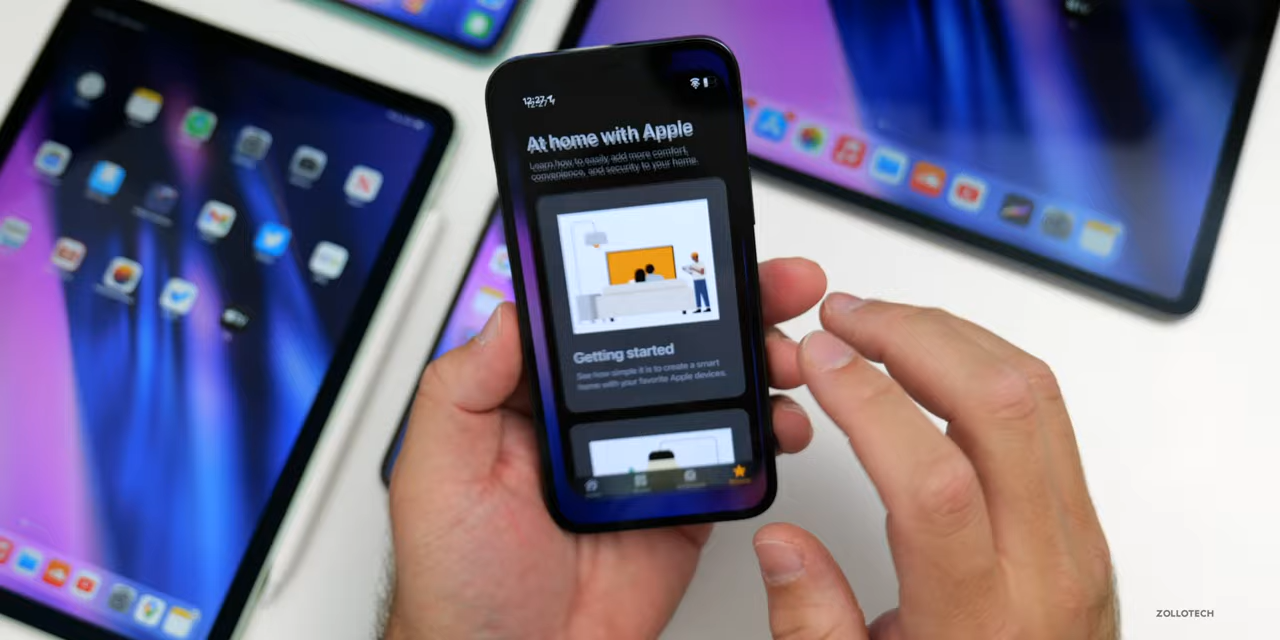 12:27
At home with Apple
Learn how to easily add more comfort,
convenience, and security to your home.
Getting started
See how simple it is to create a smart
home with your favorite Apple devices.
ZOLLOTECH